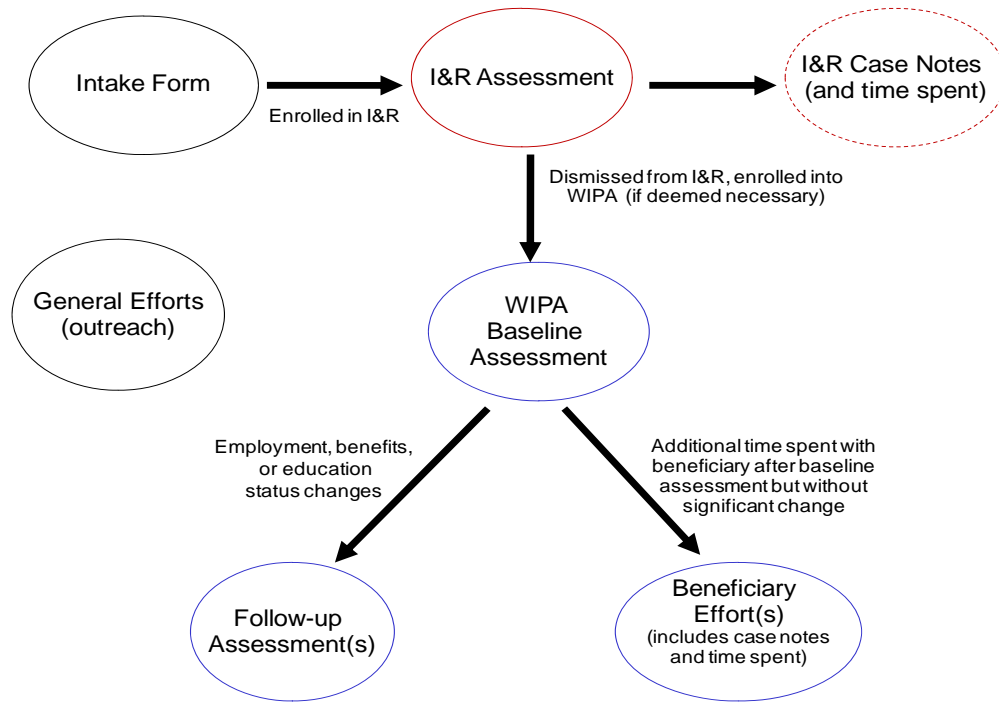 Intake Form
Enrolled in I&R
I&R Assessment
I&R Case Notes
(and time spent)
Dismissed from I&R, enrolled into
WIPA (if deemed necessary)
General Efforts
(outreach)
WIPA
Baseline
Assessment
Employment, benefits,
or education
status changes
Additional time spent with
beneficiary after baseline
assessment but without
significant change
Follow-up
Assessment(s)
Beneficiary
Effort(s)
(includes case notes
and time spent)